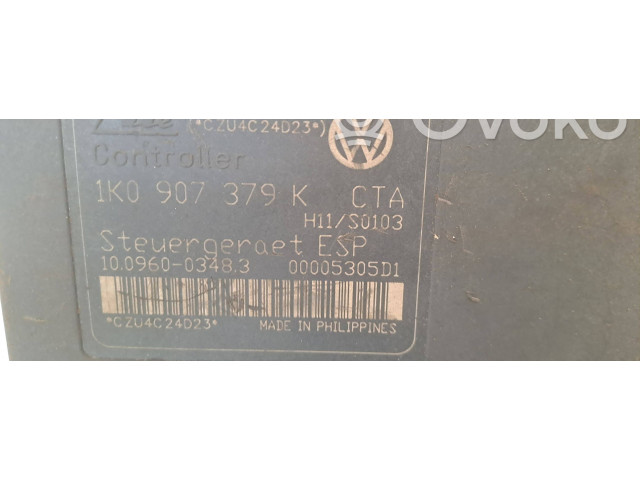 Ate (*CZU4C24D23*)
Ovoko
Controller
1K0 907 379 K CTA
H11/S0103
Steuergeraet ESP
10.0960-0348.3 00005305D1
*CZU4C24D23* MADE IN PHILIPPINES